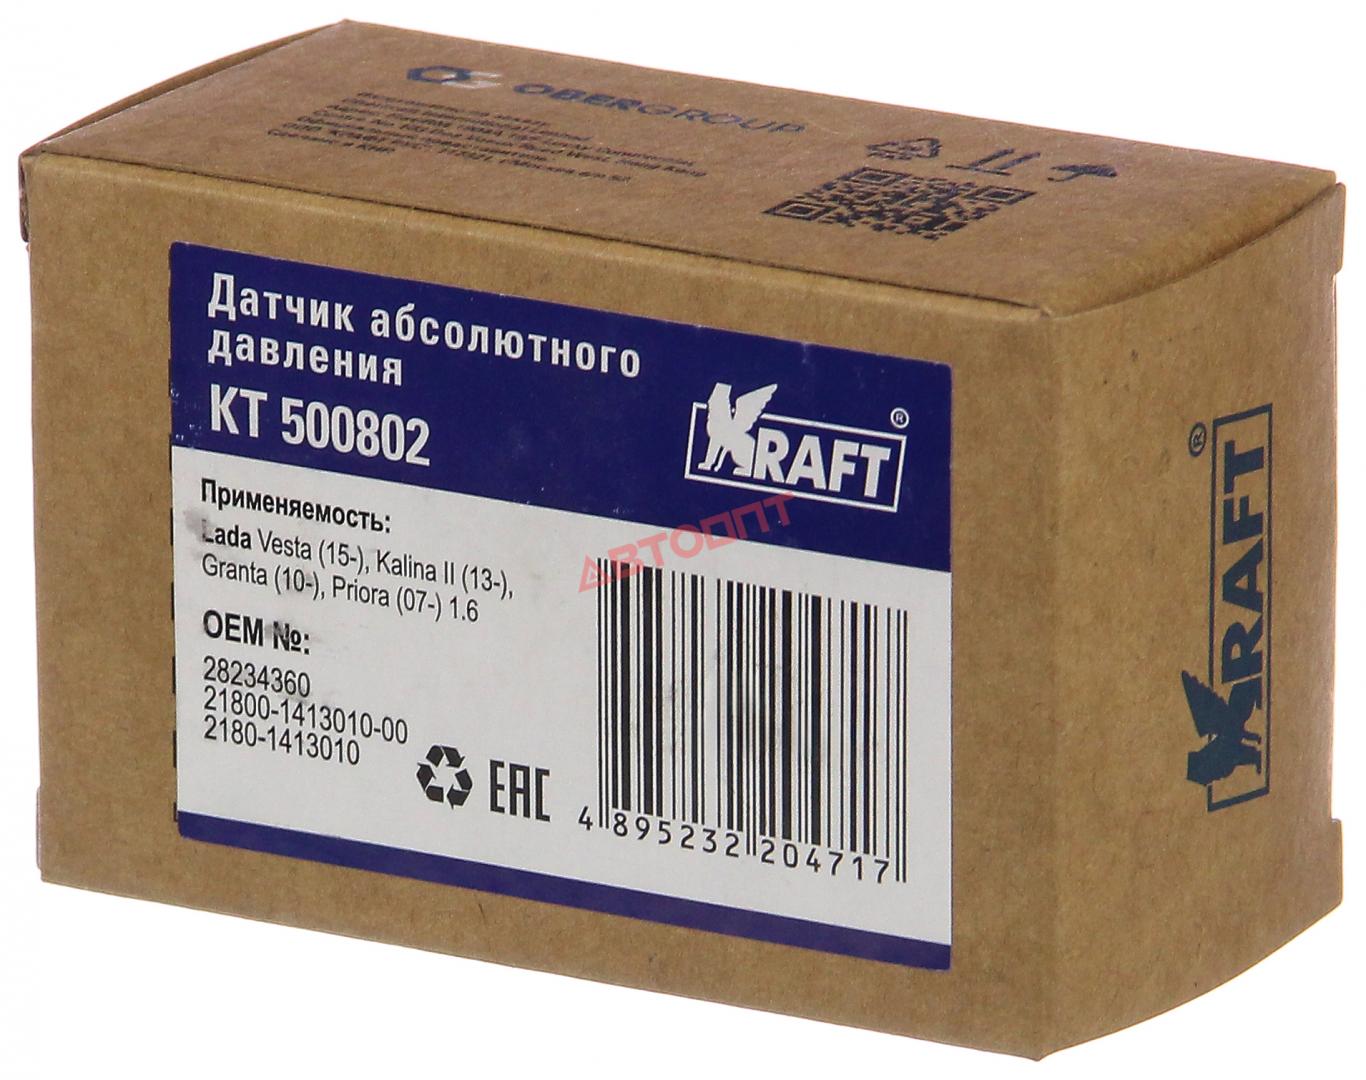 OBERGROUP
Датчик абсолютного
давления
КТ 500802
KRAFT®
Применяемость:
Lada Vesta (15-), Kalina II (13-),
Granta (10-), Priora (07-) 1.6
OEM №:
28234360
21800-1413010-00
2180-1413010
EAC
4 895232 204717
АВТООПТ
KRAFT®